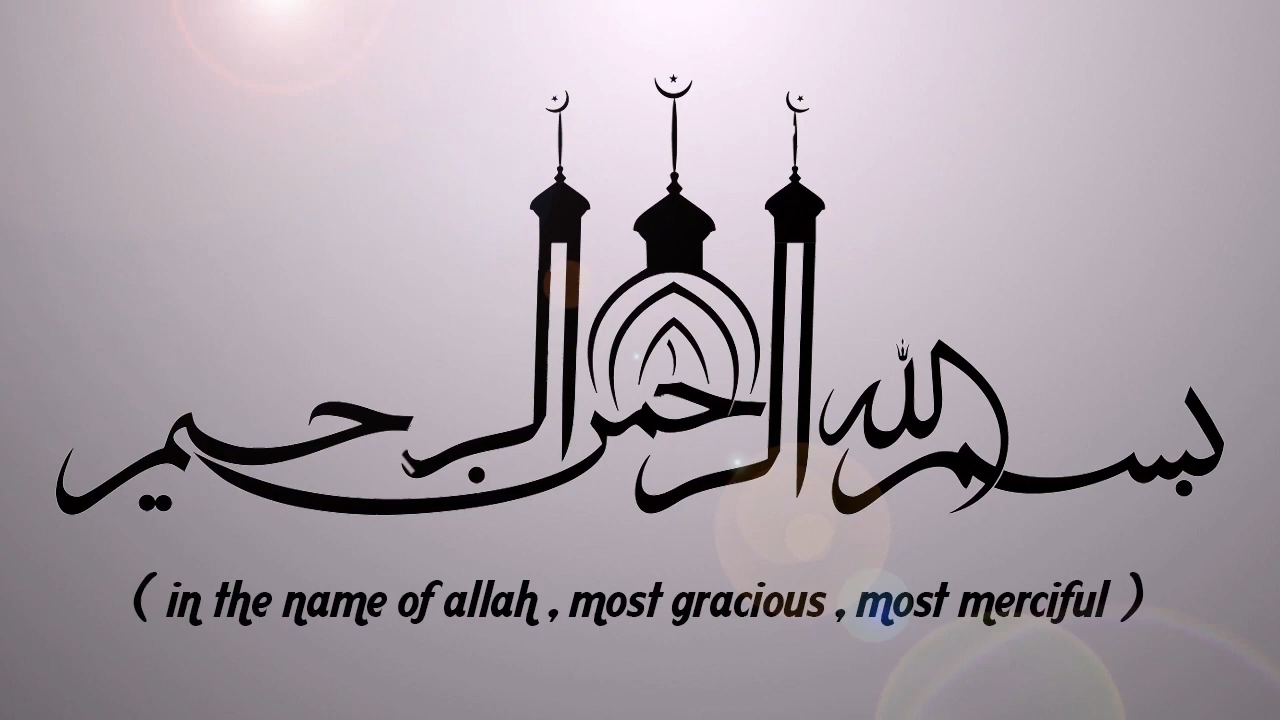 بسم الله الرحمن الرحيم
( in the name of allah , most gracious , most merciful )